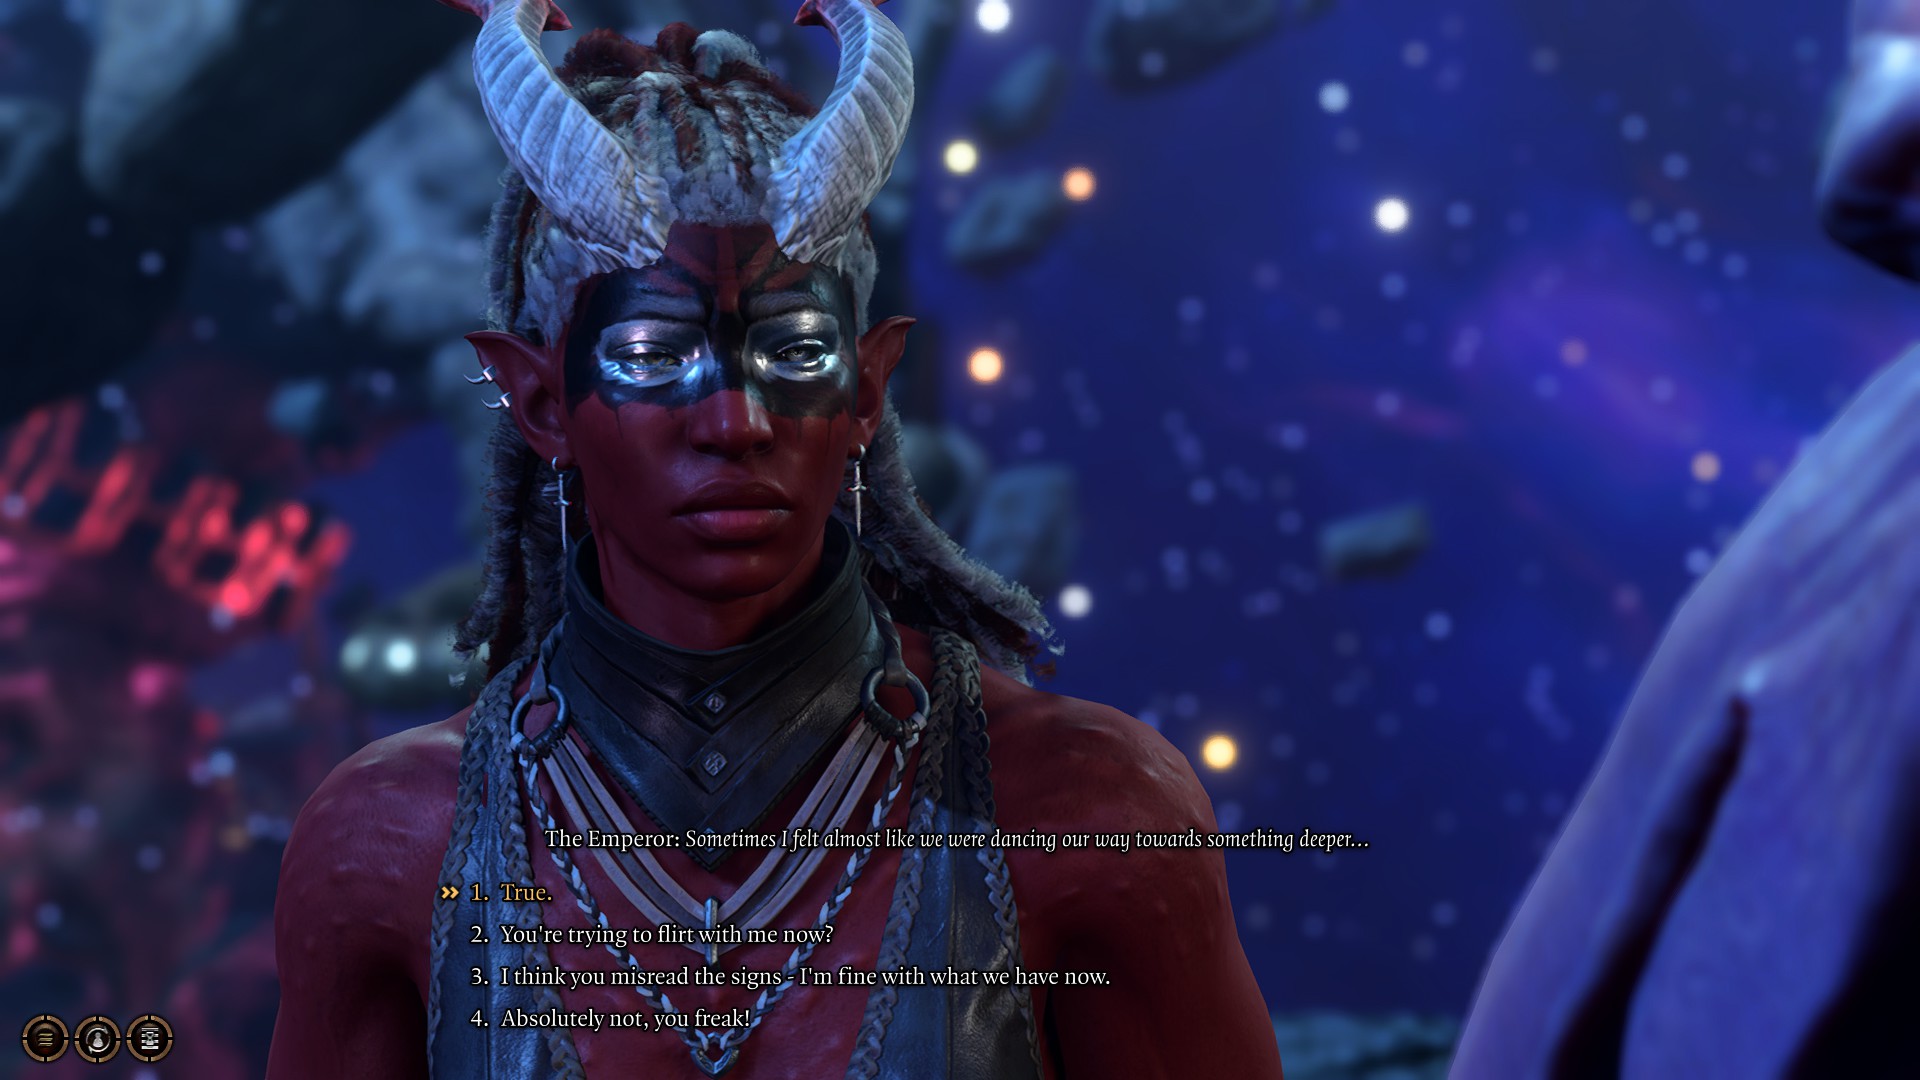 The Emperor: Sometimes I felt almost like we were dancing our way towards something deeper...
1. True.
2. You're trying to flirt with me now?
3. I think you misread the signs - I'm fine with what we have now.
4. Absolutely not, you freak!